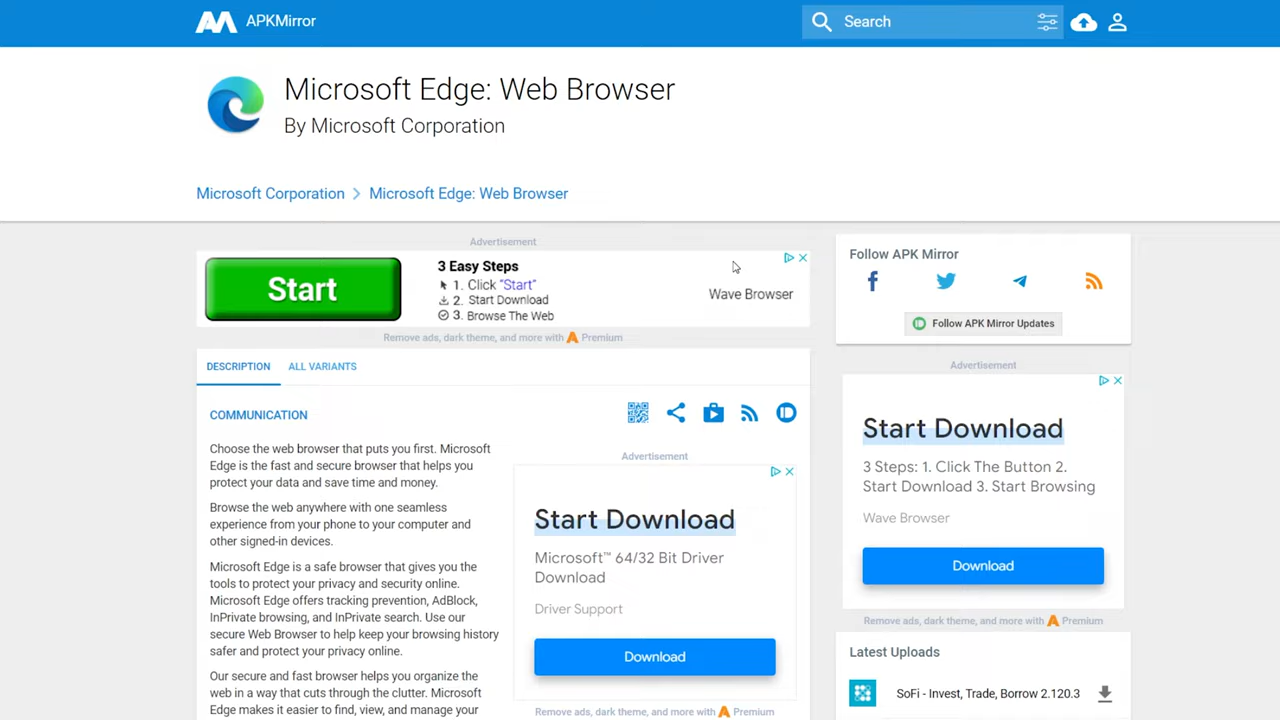 APKMirror
Search
Microsoft Edge: Web Browser
By Microsoft Corporation
Microsoft Corporation > Microsoft Edge: Web Browser
Advertisement
Start
3 Easy Steps
1. Click "Start"
2. Start Download
3. Browse The Web
Wave Browser
Remove ads, dark theme, and more with Premium
DESCRIPTION
ALL VARIANTS
COMMUNICATION
Choose the web browser that puts you first. Microsoft
Edge is the fast and secure browser that helps you
protect your data and save time and money.
Browse the web anywhere with one seamless
experience from your phone to your computer and
other signed-in devices.
Microsoft Edge is a safe browser that gives you the
tools to protect your privacy and security online.
Microsoft Edge offers tracking prevention, AdBlock,
InPrivate browsing, and InPrivate search. Use our
secure Web Browser to help keep your browsing history
safer and protect your privacy online.
Our secure and fast browser helps you organize the
web in a way that cuts through the clutter. Microsoft
Edge makes it easier to find, view, and manage your
Advertisement
Start Download
Microsoft™ 64/32 Bit Driver
Download
Driver Support
Download
Remove ads, dark theme, and more with Premium
Follow APK Mirror
Follow APK Mirror Updates
Advertisement
Start Download
3 Steps: 1. Click The Button 2.
Start Download 3. Start Browsing
Wave Browser
Download
Remove ads, dark theme, and more with Premium
Latest Uploads
SoFi - Invest, Trade, Borrow 2.120.3